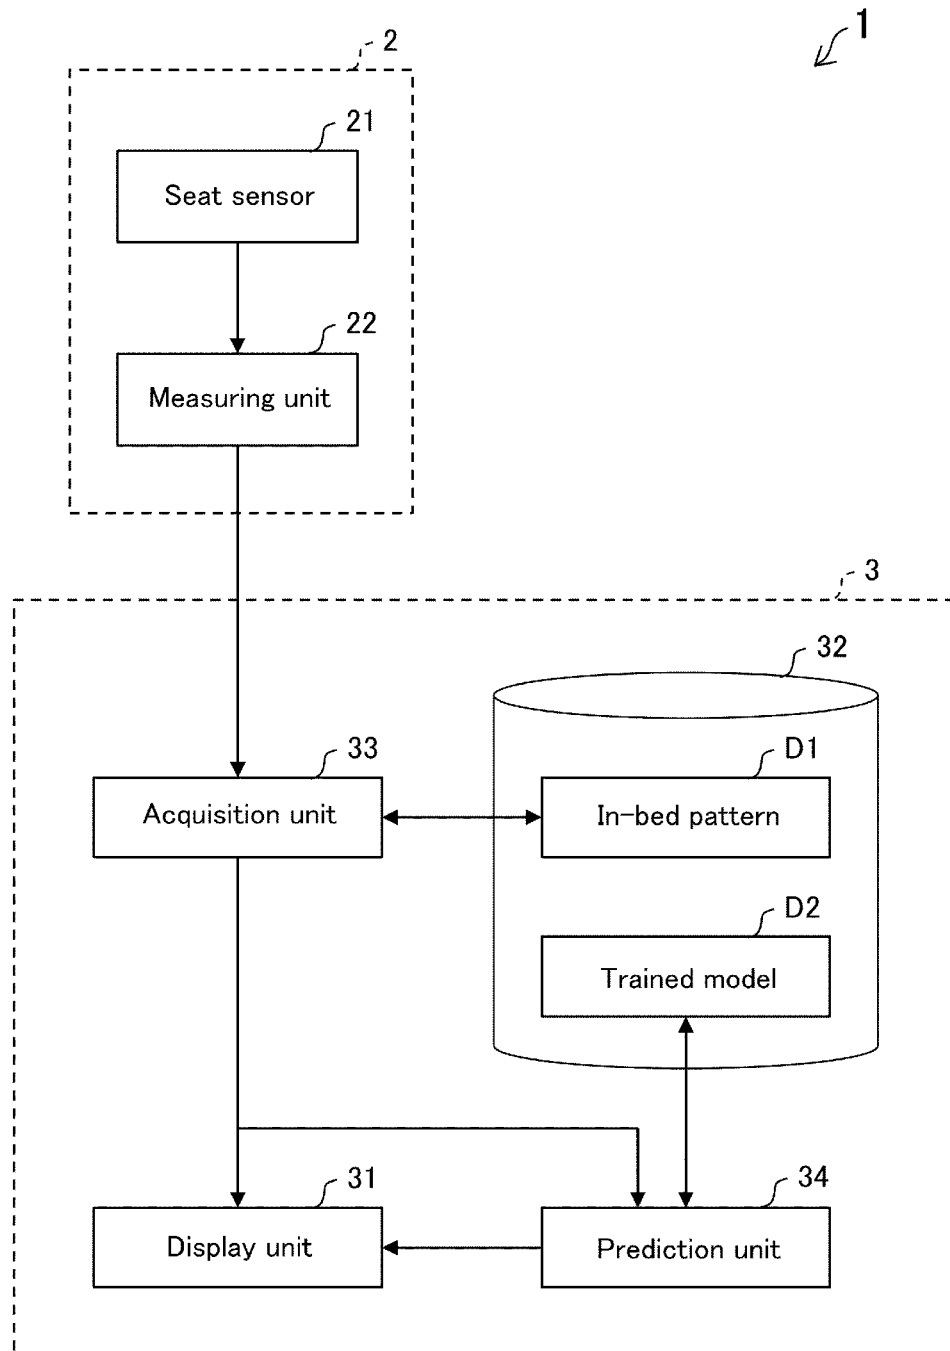 1
2
21
Seat sensor
22
Measuring unit
3
32
33
Acquisition unit
D1
In-bed pattern
D2
Trained model
31
Display unit
34
Prediction unit